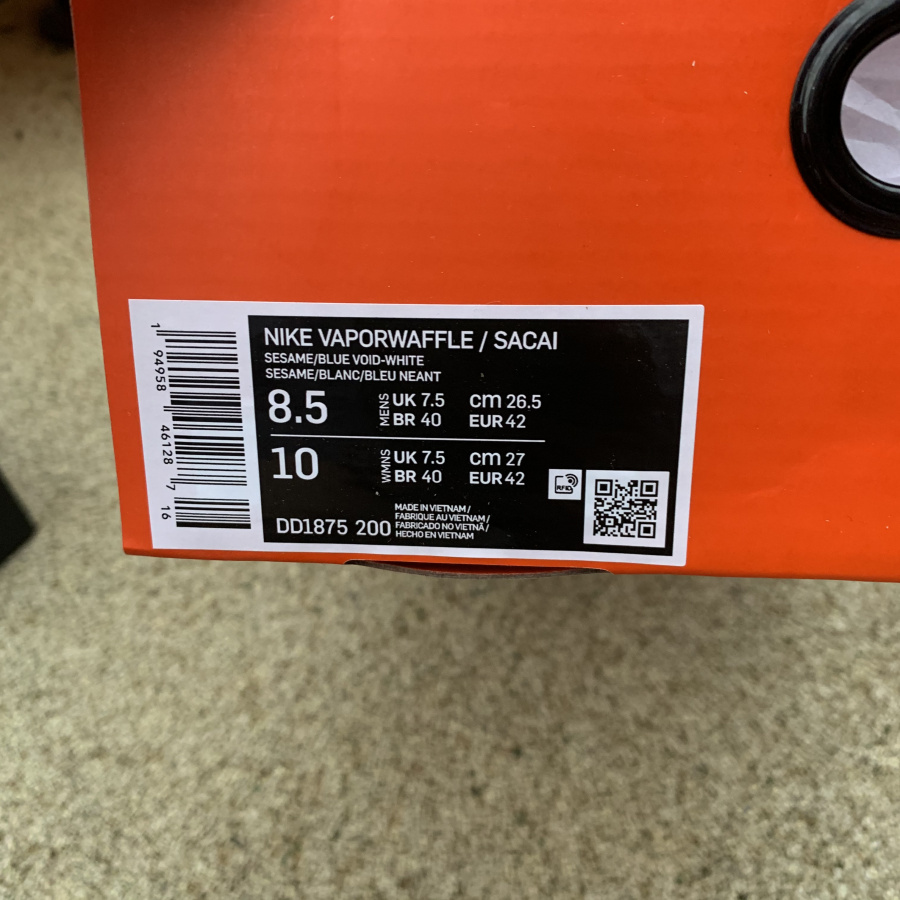 NIKE VAPORWAFFLE / SACAI
SESAME/BLUE VOID-WHITE
SESAME/BLANC/BLEU NEANT
8.5 MENS UK 7.5 cm 26.5
BR 40 EUR 42
10 WMNS UK 7.5 cm 27
BR 40 EUR 42
RFID
DD1875 200
MADE IN VIETNAM /
FABRIQUE AU VIETNAM /
FABRICADO NO VIETNÃ /
HECHO EN VIETNAM
1 94958 46128 7 16